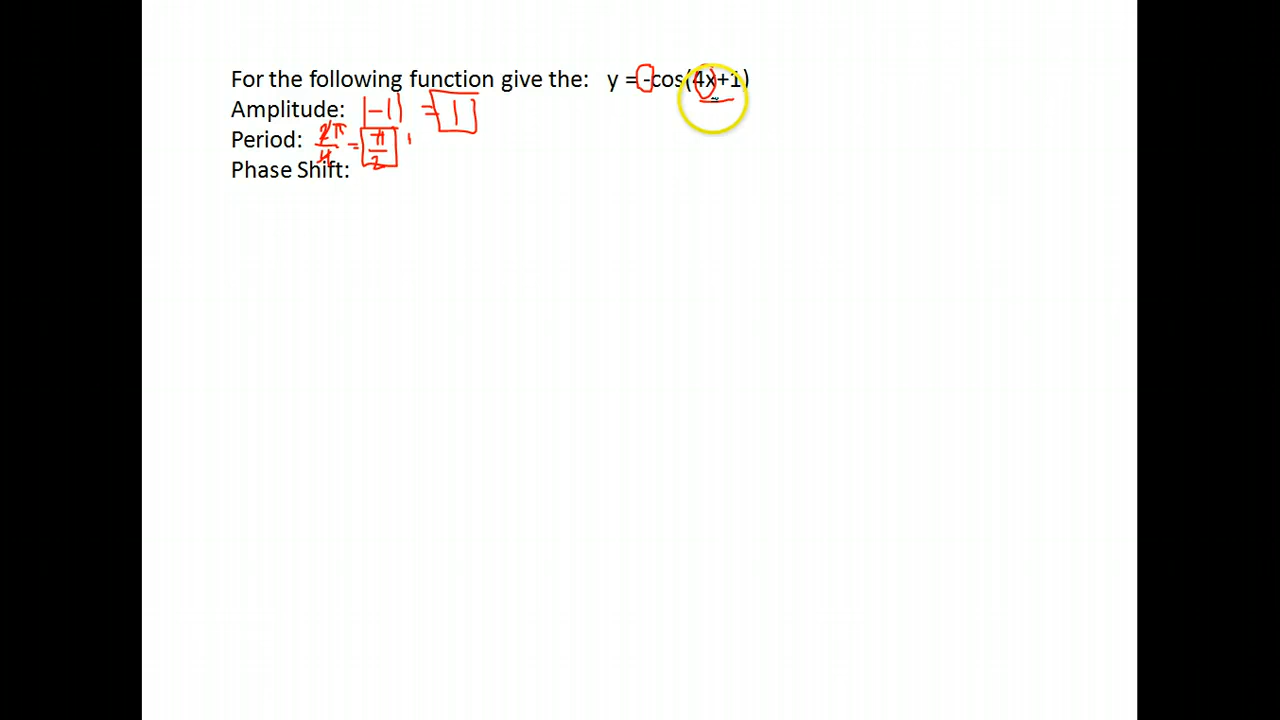 For the following function give the: y = -cos(4x+1)
Amplitude: |-1| = 1
Period: 2π/4 = π/2
Phase Shift: